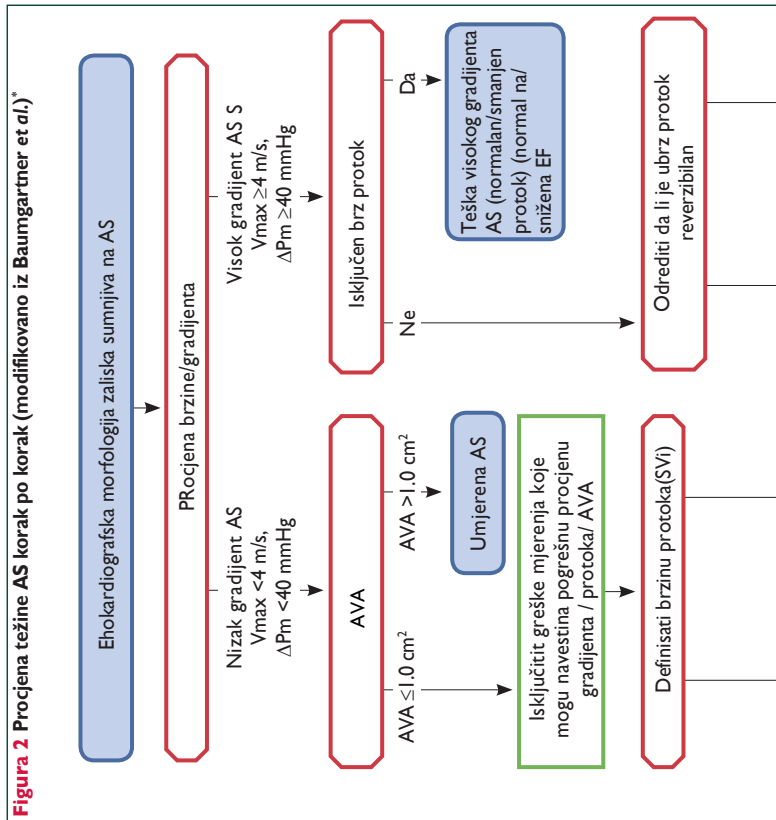 Figura 2 Procjena težine AS korak po korak (modifikovano iz Baumgartner et al.)*
Ehokardiografska morfologija zaliska sumnjiva na AS
PRocjena brzine/gradijenta
Nizak gradijent AS
Vmax <4 m/s,
ΔPm <40 mmHg
Visok gradijent AS S
Vmax ≥4 m/s,
ΔPm ≥40 mmHg
AVA
Isključen brz protok
AVA ≤1.0 cm²
AVA >1.0 cm²
Ne
Da
Umjerena AS
Teška visokog gradijenta
AS (normalan/smanjen
protok) (normal na/
snižena EF
Isključitit greške mjerenja koje
mogu navestina pogrešnu procjenu
gradijenta / protoka/ AVA
Definisati brzinu protoka(SVi)
Odrediti da li je ubrz protok
reverzibilan